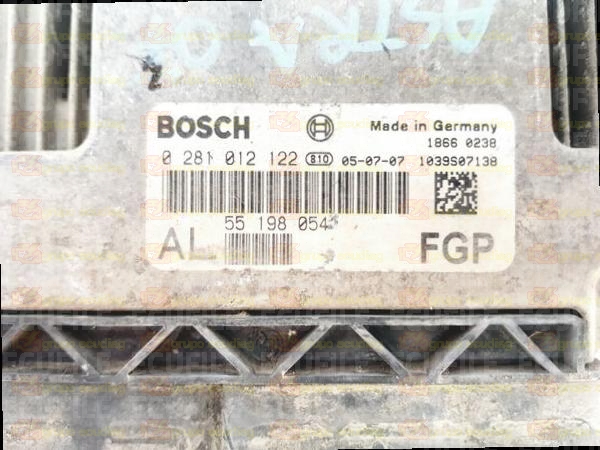 ASTRA
BOSCH Made in Germany
1866 0238
0 281 012 122 810 05-07-07 1039S07138
55 198 054
AL FGP